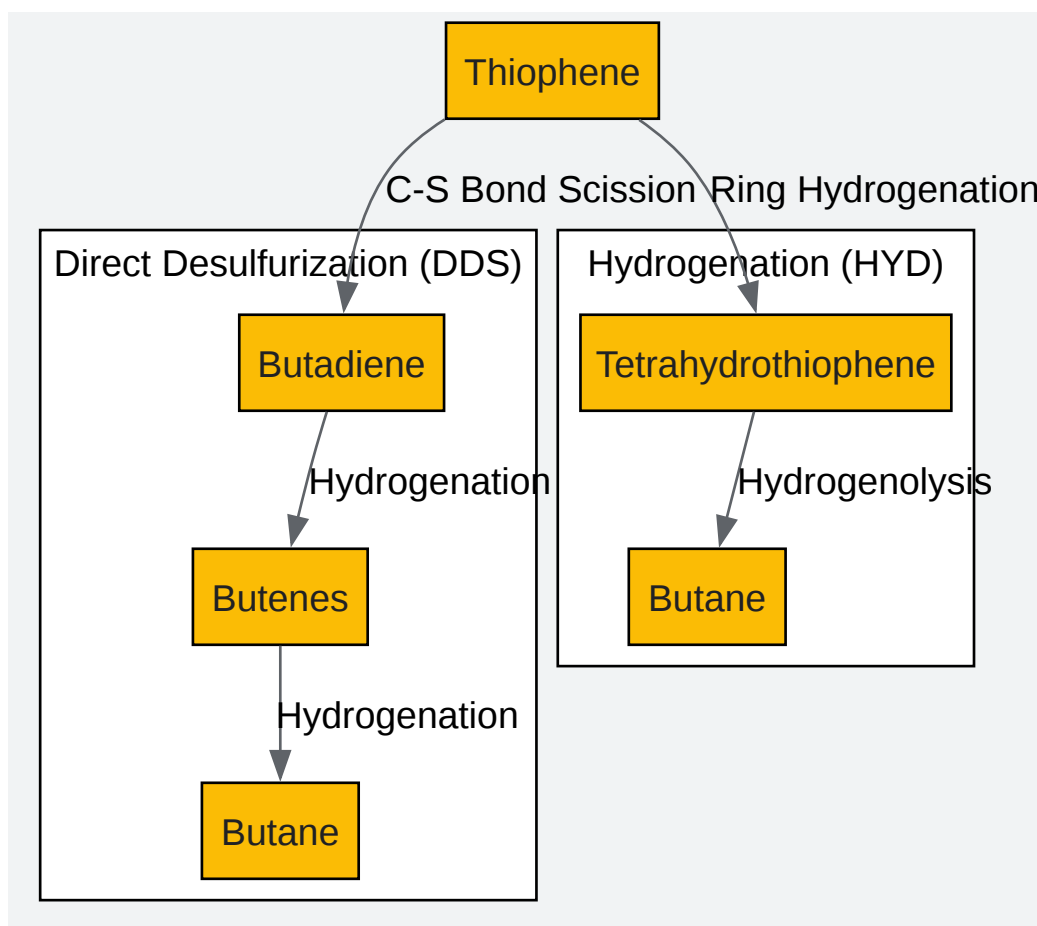 Thiophene
C-S Bond Scission
Ring Hydrogenation
Direct Desulfurization (DDS)
Hydrogenation (HYD)
Butadiene
Tetrahydrothiophene
Hydrogenation
Hydrogenolysis
Butenes
Butane
Hydrogenation
Butane